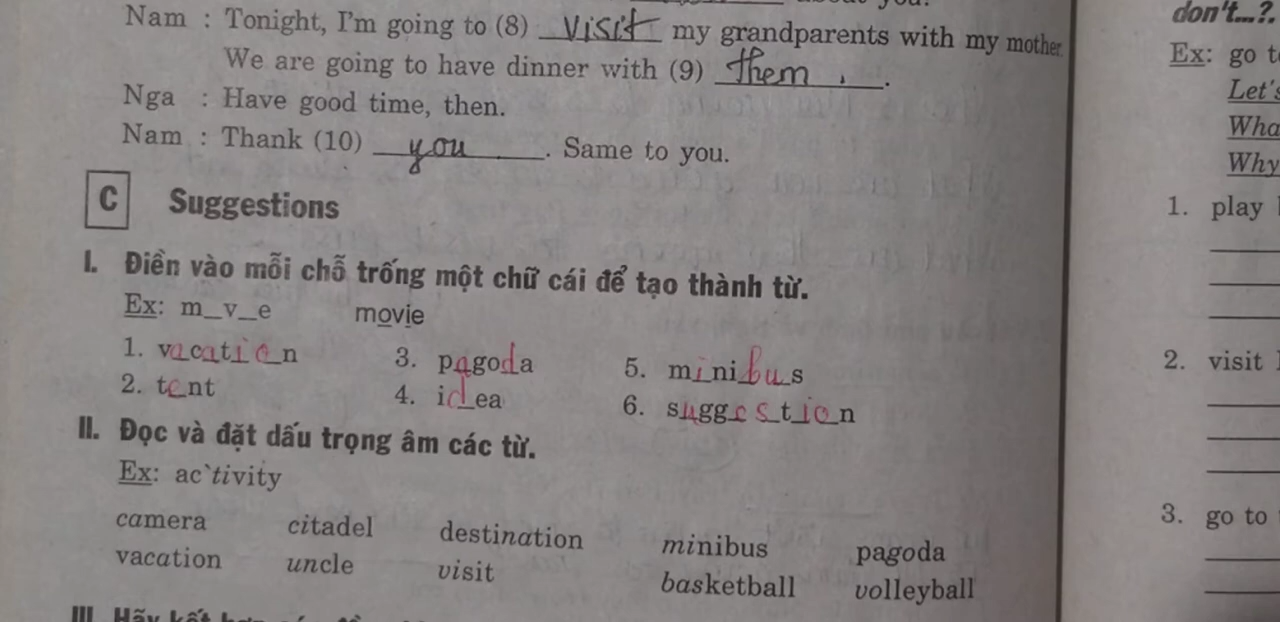 Nam : Tonight, I'm going to (8) visit my grandparents with my mother
We are going to have dinner with (9) them.
Nga : Have good time, then.
Nam : Thank (10) you. Same to you.
C Suggestions
I. Điền vào mỗi chỗ trống một chữ cái để tạo thành từ.
Ex: m_v_e movie
1. vacation 3. pagoda 5. minibus
2. tent 4. idea 6. suggestion
II. Đọc và đặt dấu trọng âm các từ.
Ex: ac`tivity
camera citadel destination minibus pagoda
vacation uncle visit basketball volleyball
III. Hãy kết hợp
don't...?.
Ex: go
Let's
Why
1. play
2. visit
3. go to